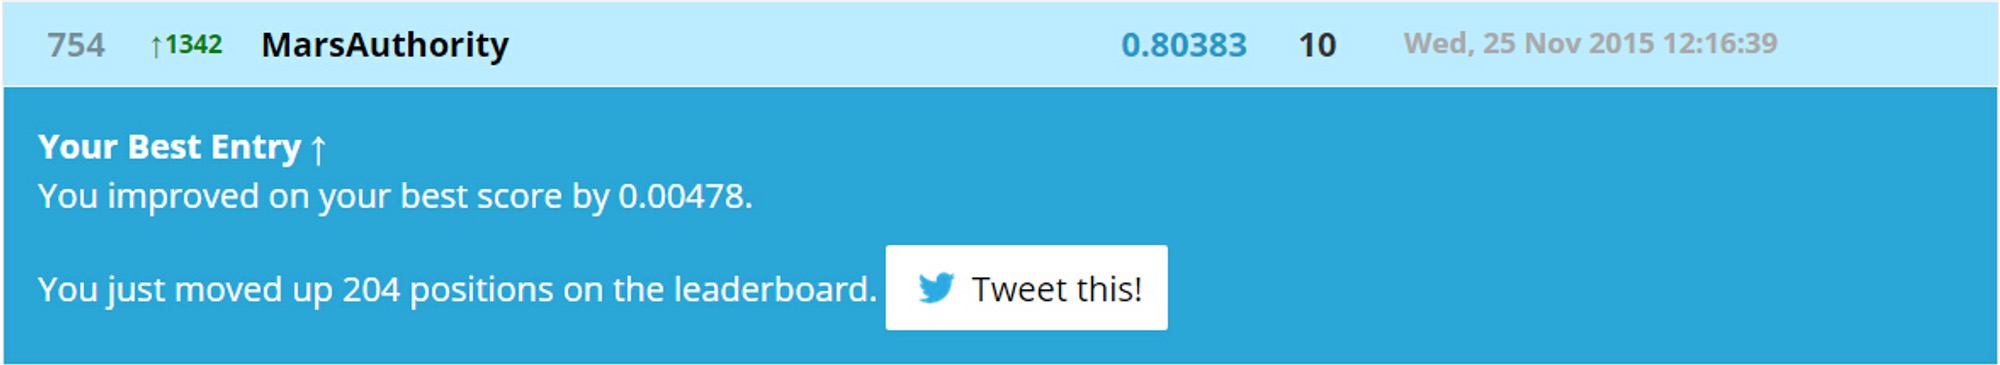 754 ↑1342 MarsAuthority 0.80383 10 Wed, 25 Nov 2015 12:16:39
Your Best Entry ↑
You improved on your best score by 0.00478.
You just moved up 204 positions on the leaderboard. Tweet this!